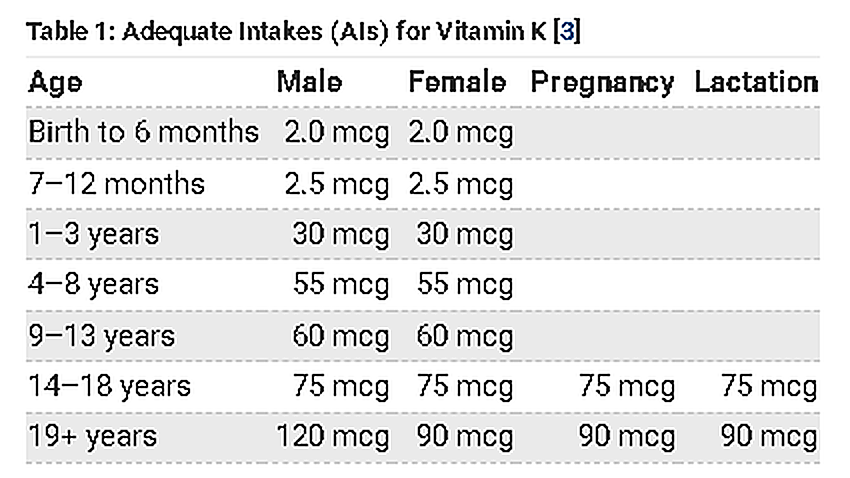 Table 1: Adequate Intakes (AIs) for Vitamin K [3]
Age Male Female Pregnancy Lactation
Birth to 6 months 2.0 mcg 2.0 mcg
7–12 months 2.5 mcg 2.5 mcg
1–3 years 30 mcg 30 mcg
4–8 years 55 mcg 55 mcg
9–13 years 60 mcg 60 mcg
14–18 years 75 mcg 75 mcg 75 mcg 75 mcg
19+ years 120 mcg 90 mcg 90 mcg 90 mcg